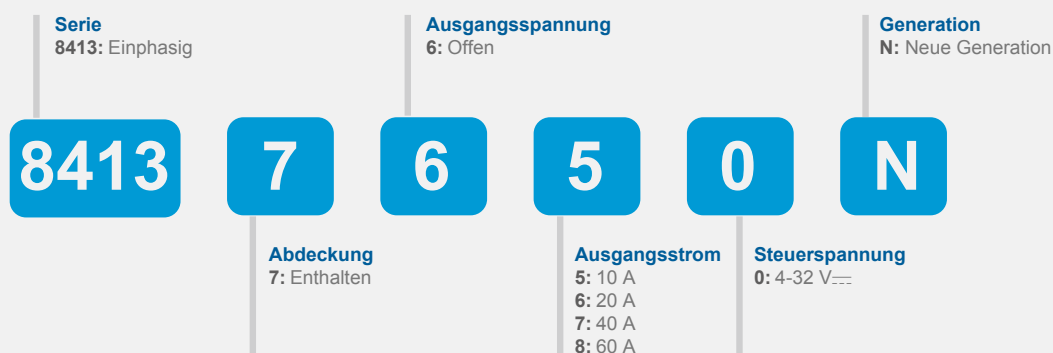 Serie
8413: Einphasig
Ausgangsspannung
6: Offen
Generation
N: Neue Generation
8413 7 6 5 0 N
Abdeckung
7: Enthalten
Ausgangsstrom
5: 10 A
6: 20 A
7: 40 A
8: 60 A
Steuerspannung
0: 4-32 V⎓